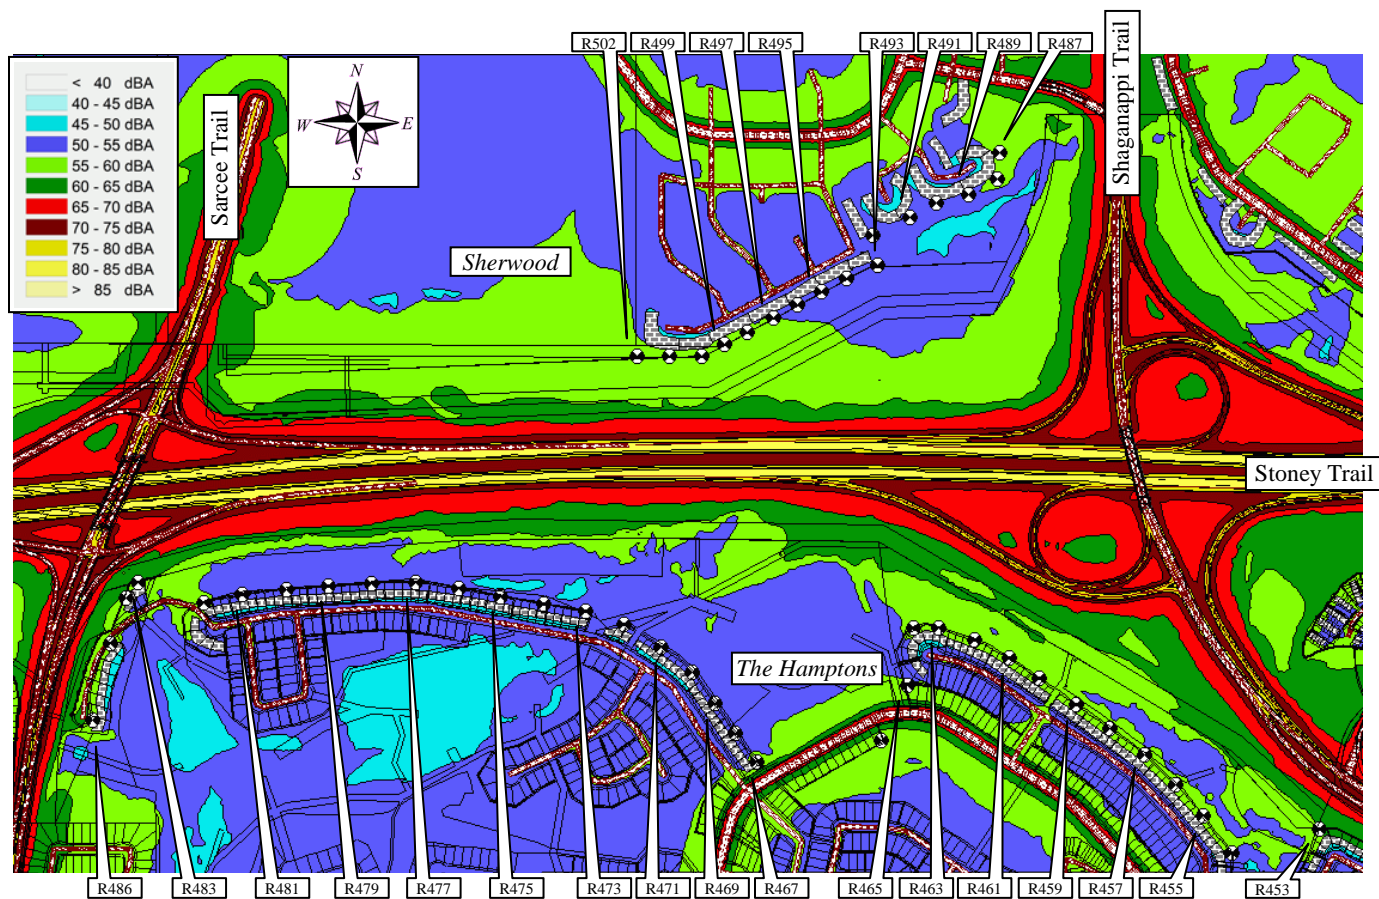 R502
R499
R497
R495
R493
R491
R489
R487
< 40 dBA
40 - 45 dBA
45 - 50 dBA
50 - 55 dBA
55 - 60 dBA
60 - 65 dBA
65 - 70 dBA
70 - 75 dBA
75 - 80 dBA
80 - 85 dBA
> 85 dBA
N
W
E
S
Sarcee Trail
Shaganappi Trail
Sherwood
Stoney Trail
The Hamptons
R486
R483
R481
R479
R477
R475
R473
R471
R469
R467
R465
R463
R461
R459
R457
R455
R453